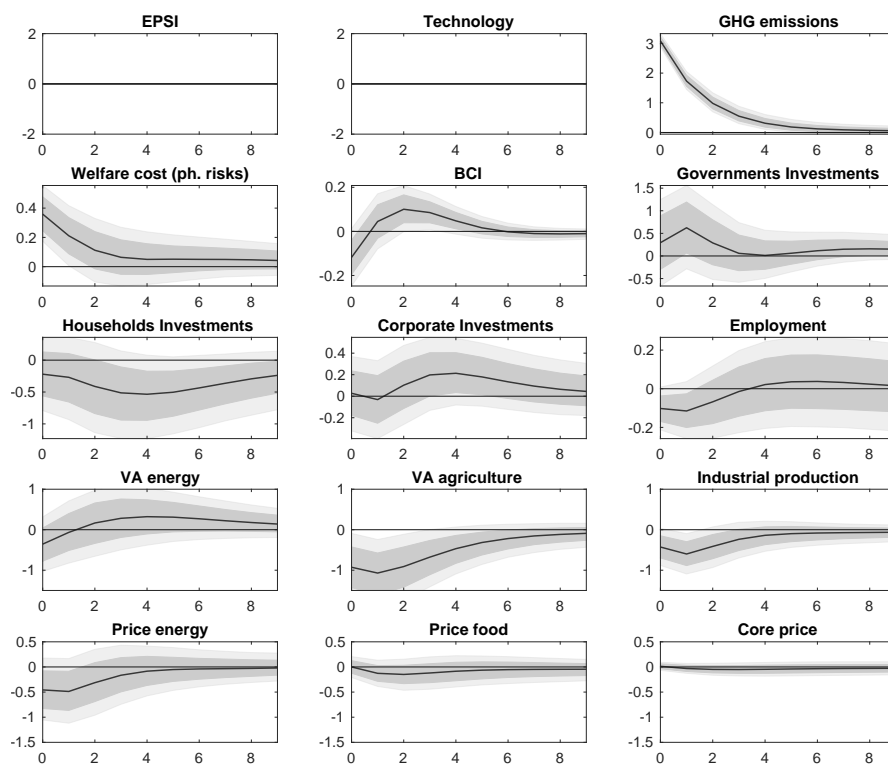 EPSI
2
0
-2
0 2 4 6 8
Technology
2
0
-2
0 2 4 6 8
GHG emissions
3
2
1
0
0 2 4 6 8
Welfare cost (ph. risks)
0.4
0.2
0
0 2 4 6 8
BCI
0.2
0
-0.2
0 2 4 6 8
Governments Investments
1.5
1
0.5
0
-0.5
0 2 4 6 8
Households Investments
0
-0.5
-1
0 2 4 6 8
Corporate Investments
0.4
0.2
0
-0.2
0 2 4 6 8
Employment
0.2
0
-0.2
0 2 4 6 8
VA energy
1
0
-1
0 2 4 6 8
VA agriculture
1
0
-1
0 2 4 6 8
Industrial production
1
0
-1
0 2 4 6 8
Price energy
0.5
0
-0.5
-1
-1.5
0 2 4 6 8
Price food
0.5
0
-0.5
-1
-1.5
0 2 4 6 8
Core price
0.5
0
-0.5
-1
-1.5
0 2 4 6 8